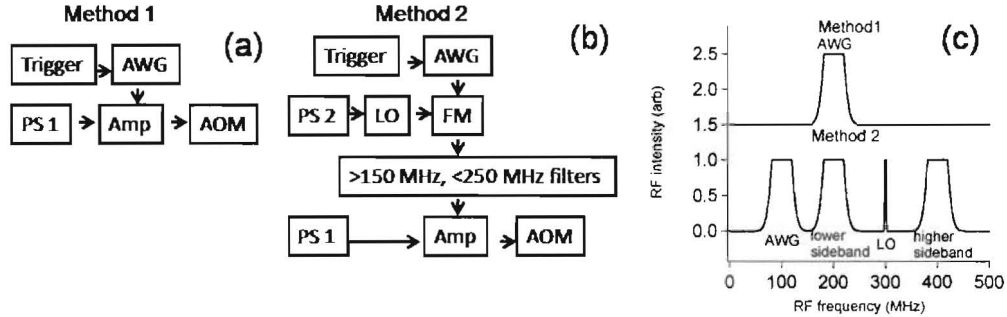 Method 1
(a)
Trigger
AWG
PS 1
Amp
AOM
Method 2
(b)
Trigger
AWG
PS 2
LO
FM
>150 MHz, <250 MHz filters
PS 1
Amp
AOM
(c)
Method1
AWG
Method 2
AWG
lower
sideband
LO
higher
sideband
RF intensity (arb)
2.5
2.0
1.5
1.0
0.5
0.0
0
100
200
300
400
500
RF frequency (MHz)